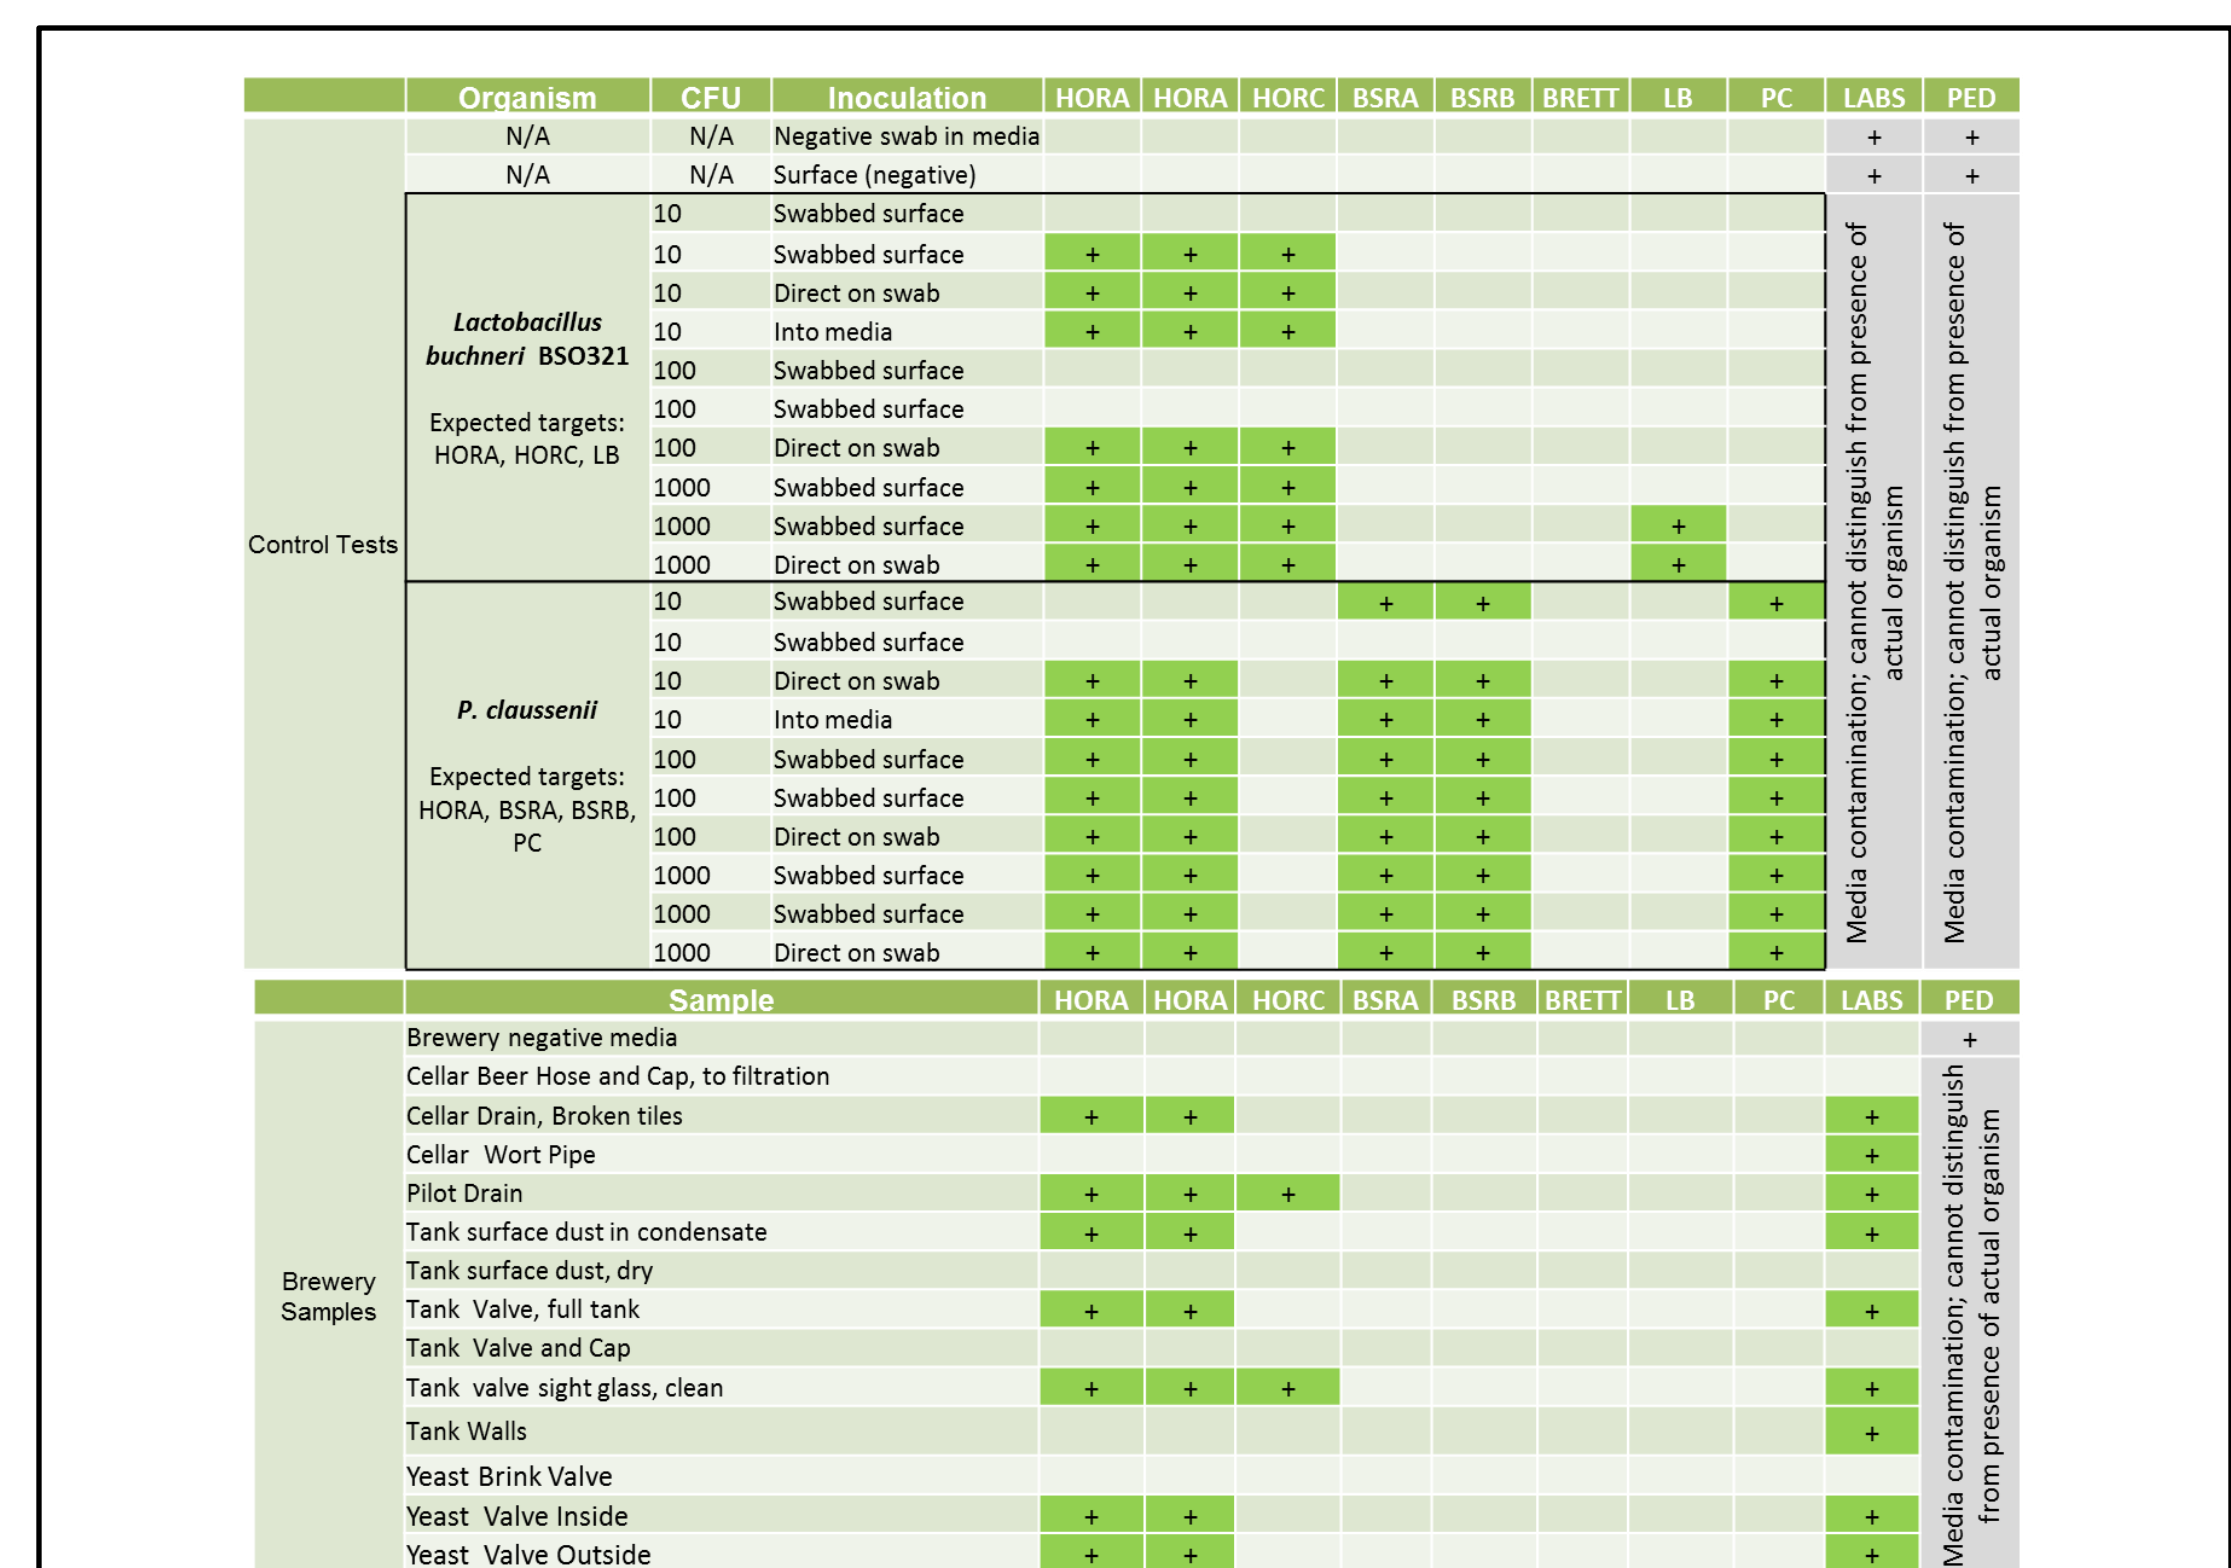 Organism CFU Inoculation HORA HORA HORC BSRA BSRB BRETT LB PC LABS PED
Control Tests
N/A N/A Negative swab in media + +
N/A N/A Surface (negative) + +
Lactobacillus
buchneri BSO321
Expected targets:
HORA, HORC, LB
10 Swabbed surface
10 Swabbed surface + + +
10 Direct on swab + + +
10 Into media + + +
100 Swabbed surface
100 Swabbed surface
100 Direct on swab + + +
1000 Swabbed surface + + +
1000 Swabbed surface + + + +
1000 Direct on swab + + + +
P. claussenii
Expected targets:
HORA, BSRA, BSRB,
PC
10 Swabbed surface + + +
10 Swabbed surface
10 Direct on swab + + + + +
10 Into media + + + + +
100 Swabbed surface + + + + +
100 Swabbed surface + + + + +
100 Direct on swab + + + + +
1000 Swabbed surface + + + + +
1000 Swabbed surface + + + + +
1000 Direct on swab + + + + +
Media contamination; cannot distinguish from presence of
actual organism
Media contamination; cannot distinguish from presence of
actual organism
Sample HORA HORA HORC BSRA BSRB BRETT LB PC LABS PED
Brewery
Samples
Brewery negative media +
Cellar Beer Hose and Cap, to filtration
Cellar Drain, Broken tiles + + +
Cellar Wort Pipe +
Pilot Drain + + + +
Tank surface dust in condensate + + +
Tank surface dust, dry
Tank Valve, full tank + + +
Tank Valve and Cap
Tank valve sight glass, clean + + + +
Tank Walls +
Yeast Brink Valve
Yeast Valve Inside + + +
Yeast Valve Outside + + +
Media contamination; cannot distinguish
from presence of actual organism